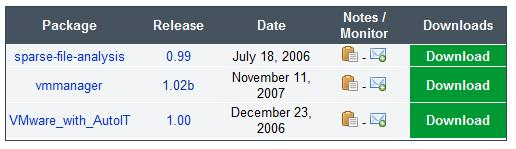 Package Release Date Notes / Monitor Downloads
sparse-file-analysis 0.99 July 18, 2006 - Download
vmmanager 1.02b November 11, 2007 - Download
VMware_with_AutoIT 1.00 December 23, 2006 - Download